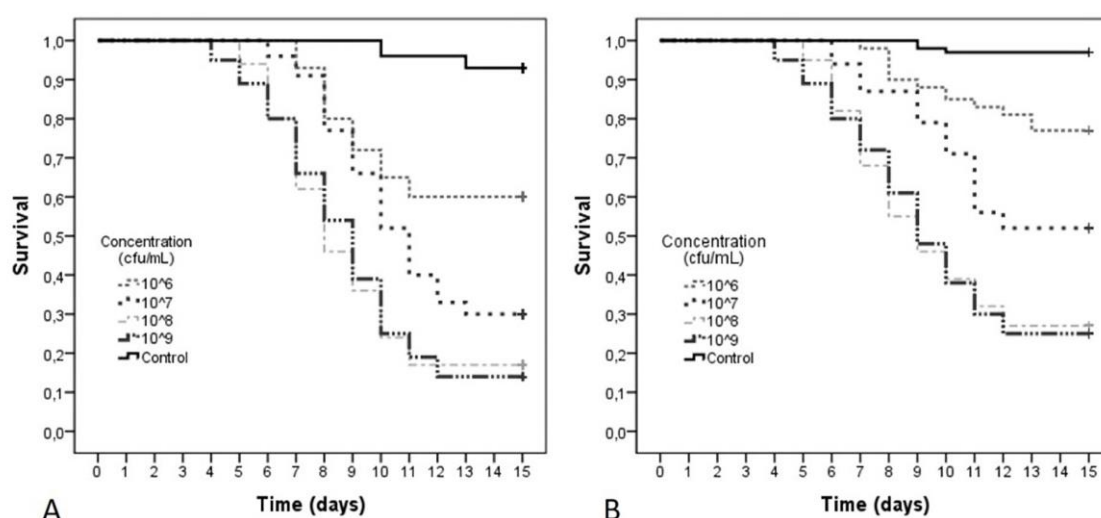 1,0
0,9
0,8
0,7
0,6
0,5
0,4
0,3
0,2
0,1
0,0
Survival
Concentration
(cfu/mL)
10^6
10^7
10^8
10^9
Control
0 1 2 3 4 5 6 7 8 9 10 11 12 13 14 15
Time (days)
A
1,0
0,9
0,8
0,7
0,6
0,5
0,4
0,3
0,2
0,1
0,0
Survival
Concentration
(cfu/mL)
10^6
10^7
10^8
10^9
Control
0 1 2 3 4 5 6 7 8 9 10 11 12 13 14 15
Time (days)
B